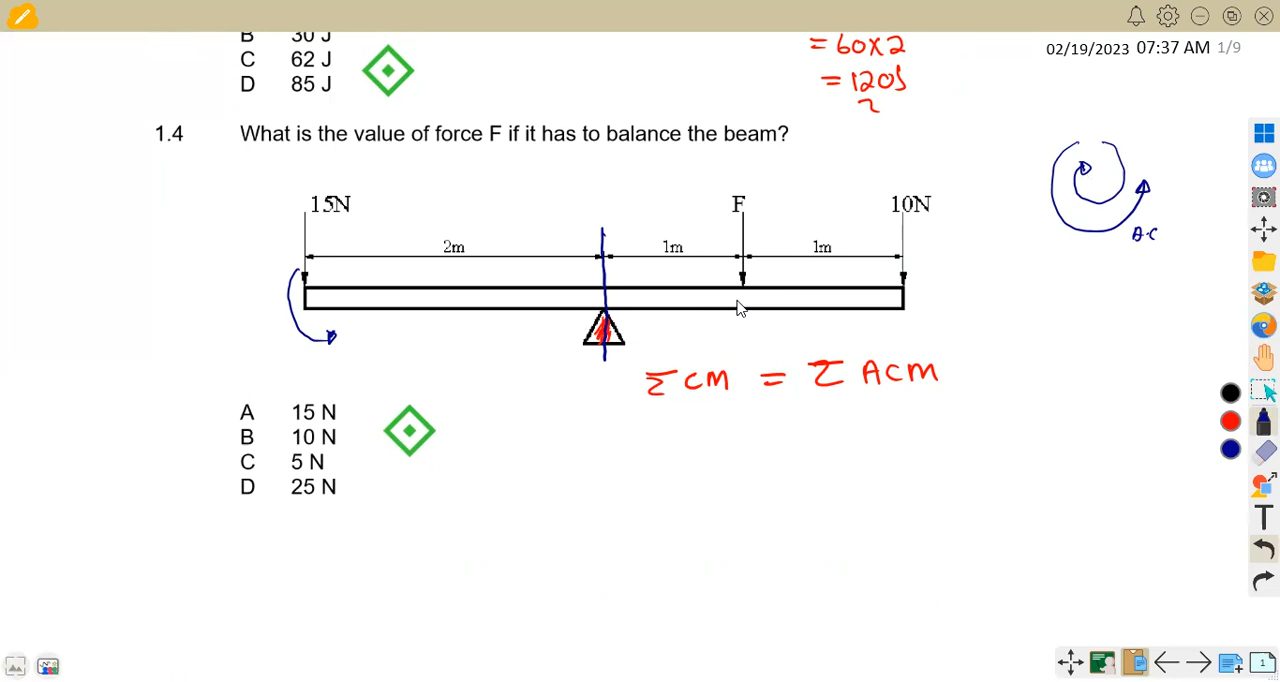 02/19/2023 07:37 AM 1/9
B 30 J
C 62 J
D 85 J
= 60x2
= 120J
1.4 What is the value of force F if it has to balance the beam?
15N F 10N
2m 1m 1m
A.C
Σ CM = Σ ACM
A 15 N
B 10 N
C 5 N
D 25 N
T
1